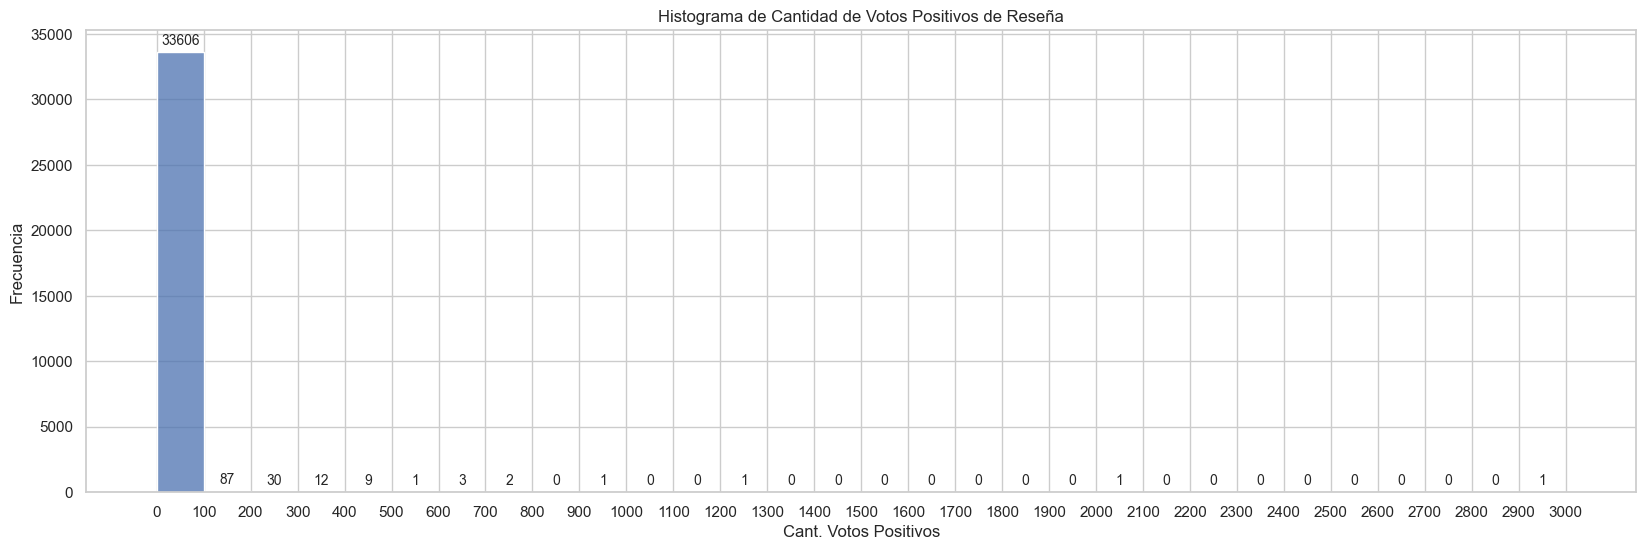 Histograma de Cantidad de Votos Positivos de Reseña
35000
30000
25000
20000
15000
10000
5000
0
Frecuencia
33606 87 30 12 9 1 3 2 0 1 0 0 1 0 0 0 0 0 0 0 1 0 0 0 0 0 0 0 0 1
0 100 200 300 400 500 600 700 800 900 1000 1100 1200 1300 1400 1500 1600 1700 1800 1900 2000 2100 2200 2300 2400 2500 2600 2700 2800 2900 3000
Cant. Votos Positivos